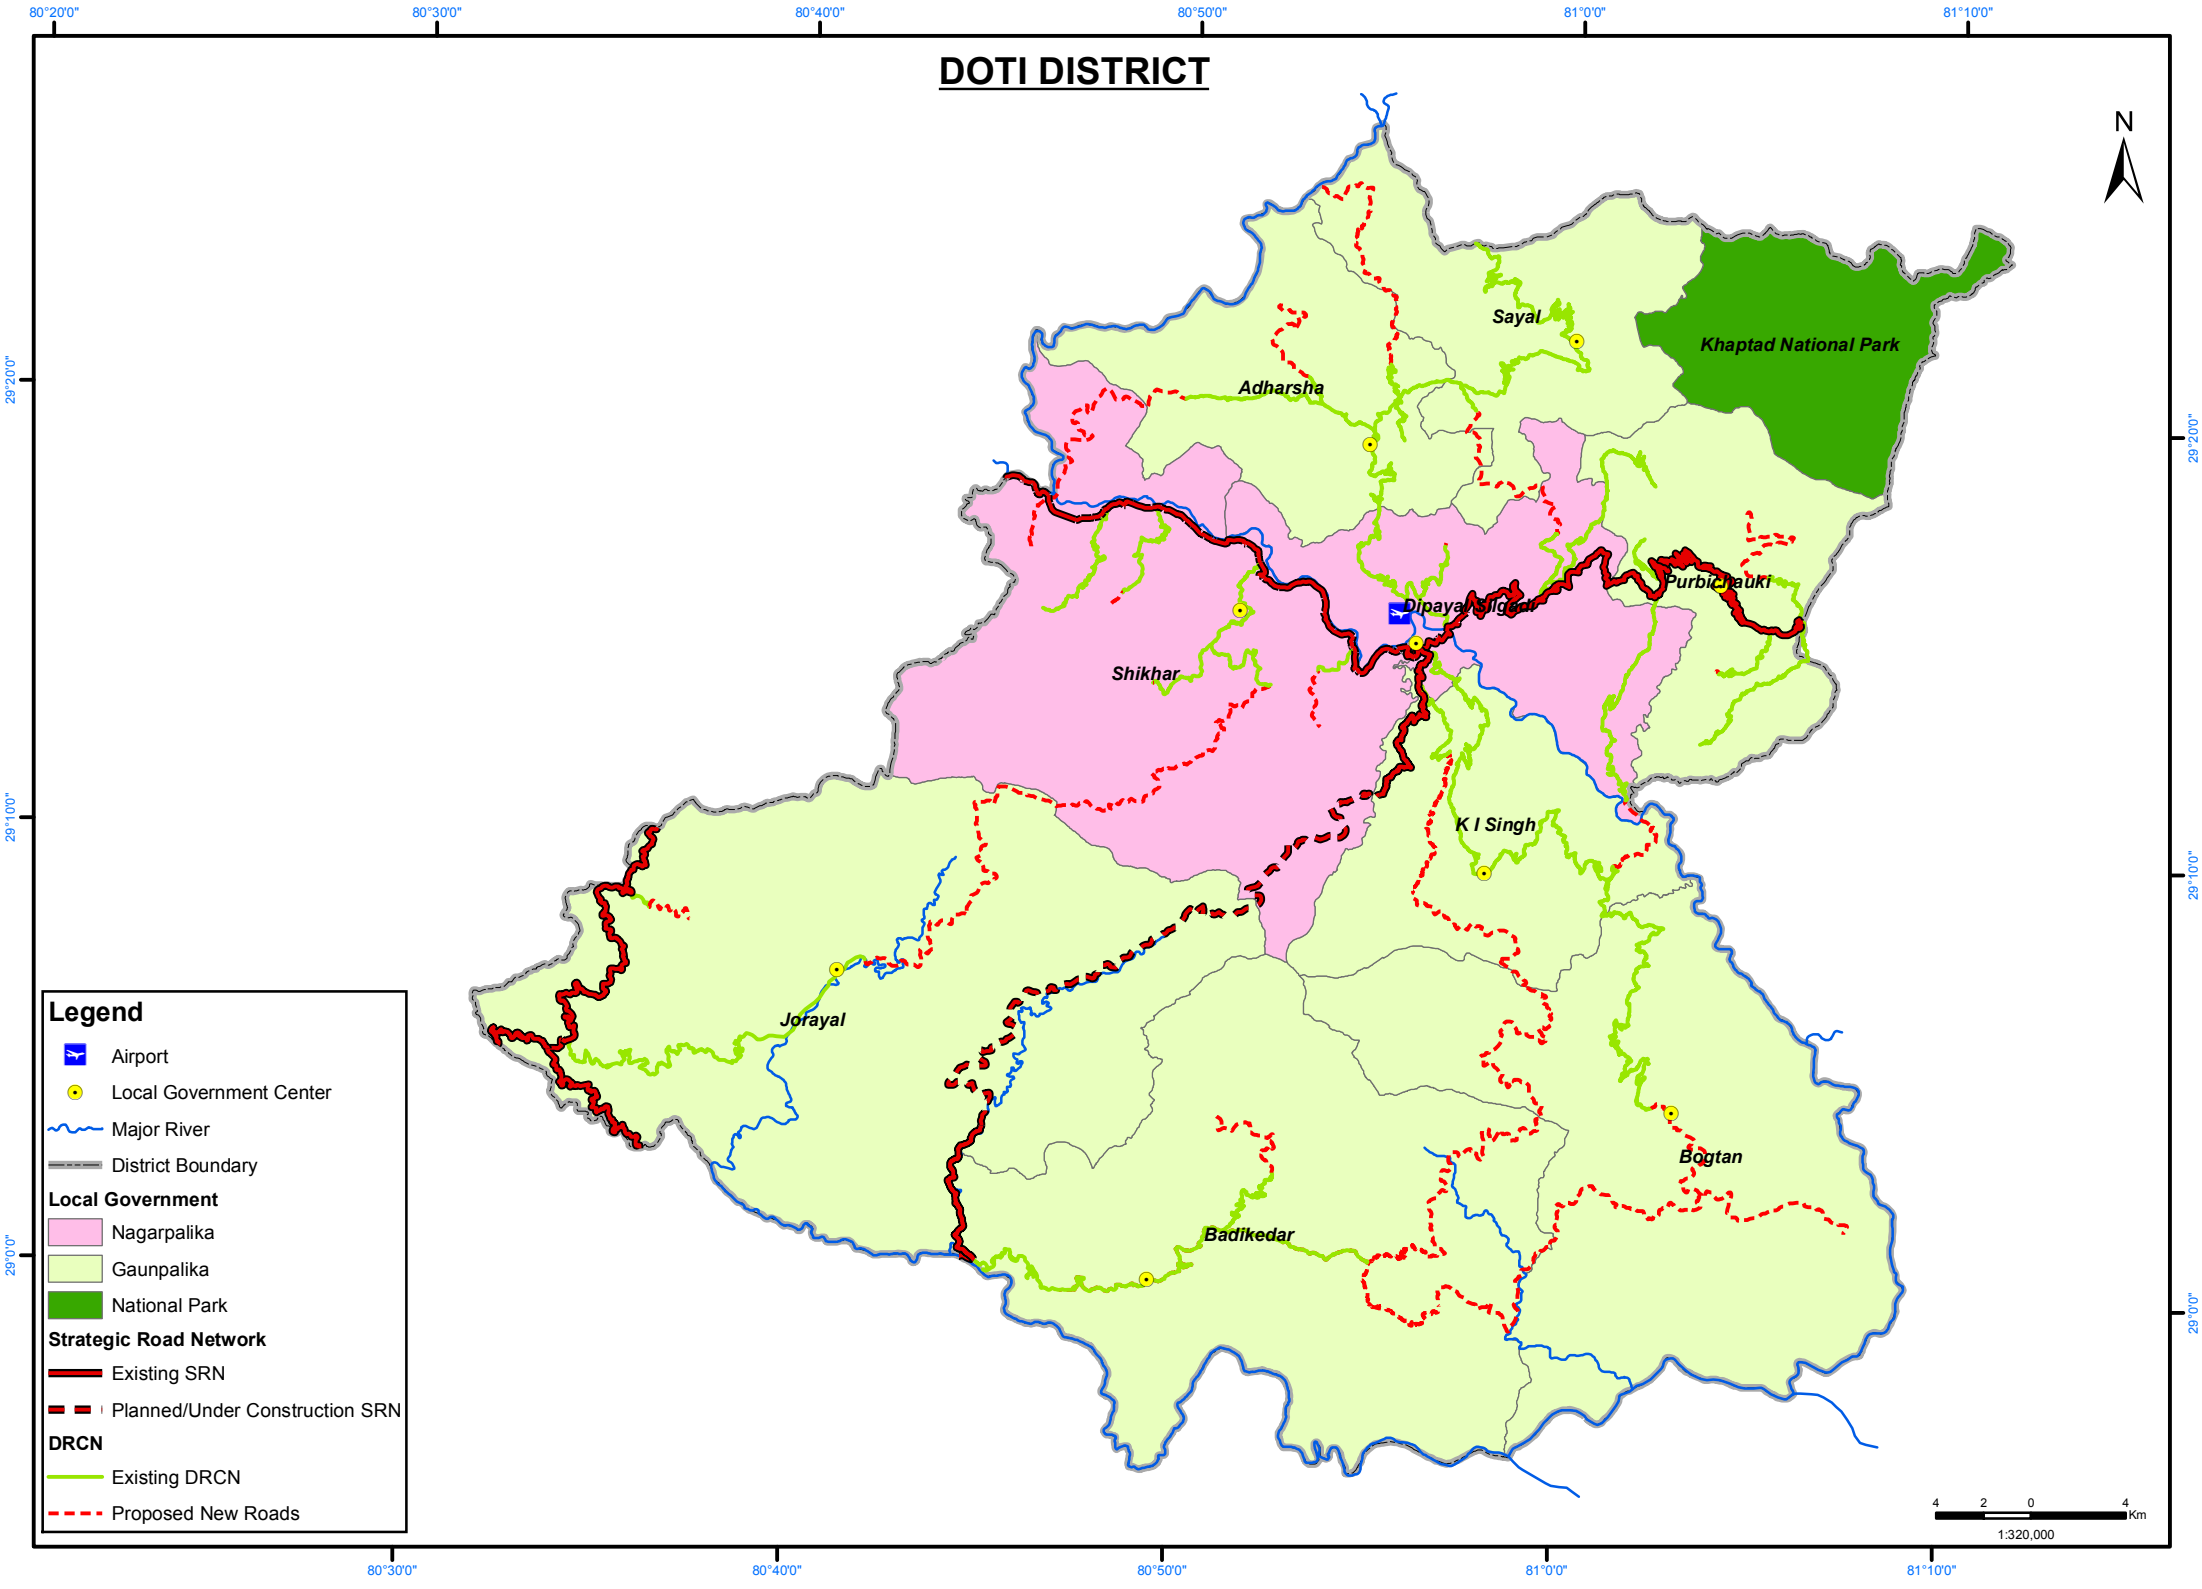 80°20'0" 80°30'0" 80°40'0" 80°50'0" 81°0'0" 81°10'0"
DOTI DISTRICT
N
Sayal
Khaptad National Park
29°20'0"
Adharsha
29°20'0"
Purbichauki
Dipayal Silgadi
Shikhar
29°10'0"
K I Singh
29°10'0"
Jorayal
Bogtan
Badikedar
29°0'0"
29°0'0"
Legend
Airport
Local Government Center
Major River
District Boundary
Local Government
Nagarpalika
Gaunpalika
National Park
Strategic Road Network
Existing SRN
Planned/Under Construction SRN
DRCN
Existing DRCN
Proposed New Roads
4 2 0 4
Km
1:320,000
80°30'0" 80°40'0" 80°50'0" 81°0'0" 81°10'0"